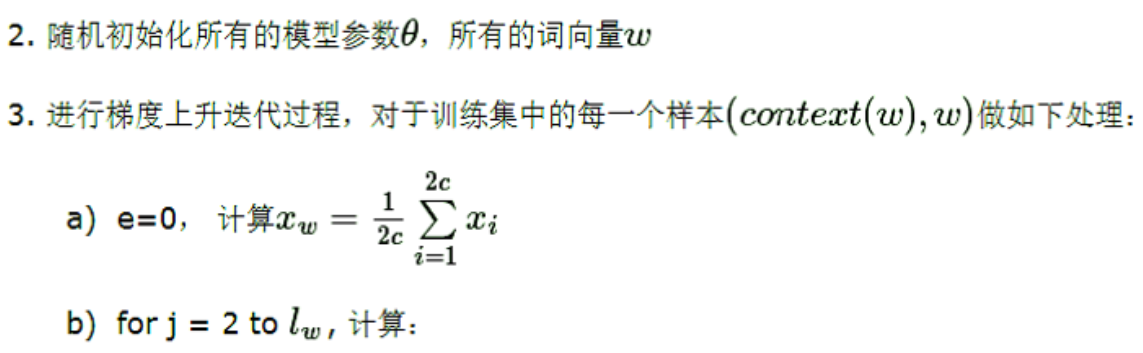 2. 随机初始化所有的模型参数θ，所有的词向量w
3. 进行梯度上升迭代过程，对于训练集中的每一个样本(context(w), w)做如下处理：
a) e=0， 计算x_w = \frac{1}{2c} \sum_{i=1}^{2c} x_i
b) for j = 2 to l_w, 计算：